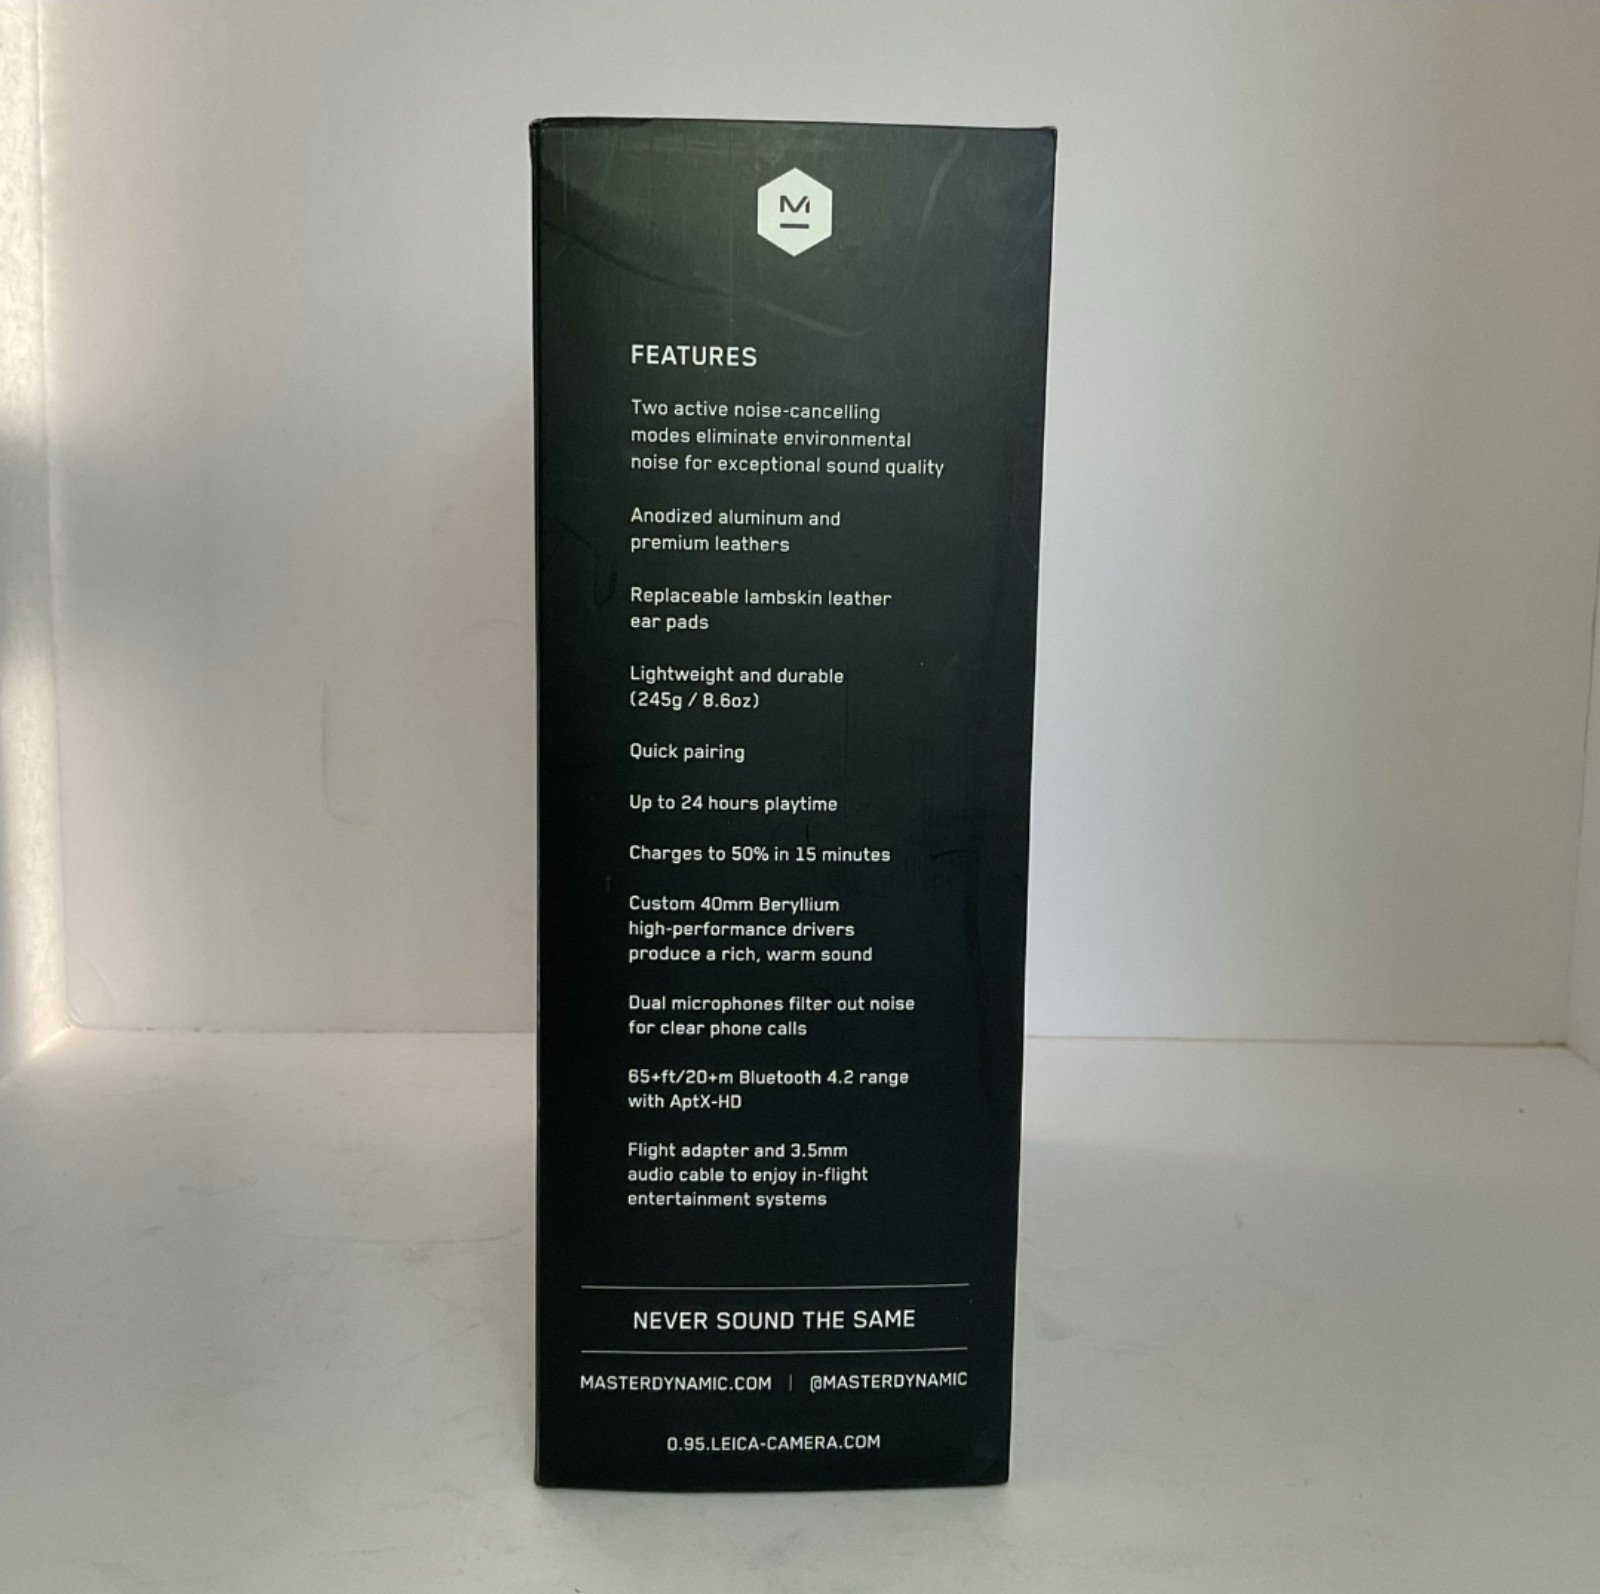 M
FEATURES
Two active noise-cancelling
modes eliminate environmental
noise for exceptional sound quality
Anodized aluminum and
premium leathers
Replaceable lambskin leather
ear pads
Lightweight and durable
(245g / 8.6oz)
Quick pairing
Up to 24 hours playtime
Charges to 50% in 15 minutes
Custom 40mm Beryllium
high-performance drivers
produce a rich, warm sound
Dual microphones filter out noise
for clear phone calls
65+ft/20+m Bluetooth 4.2 range
with AptX-HD
Flight adapter and 3.5mm
audio cable to enjoy in-flight
entertainment systems
NEVER SOUND THE SAME
MASTERDYNAMIC.COM | @MASTERDYNAMIC
0.95.LEICA-CAMERA.COM